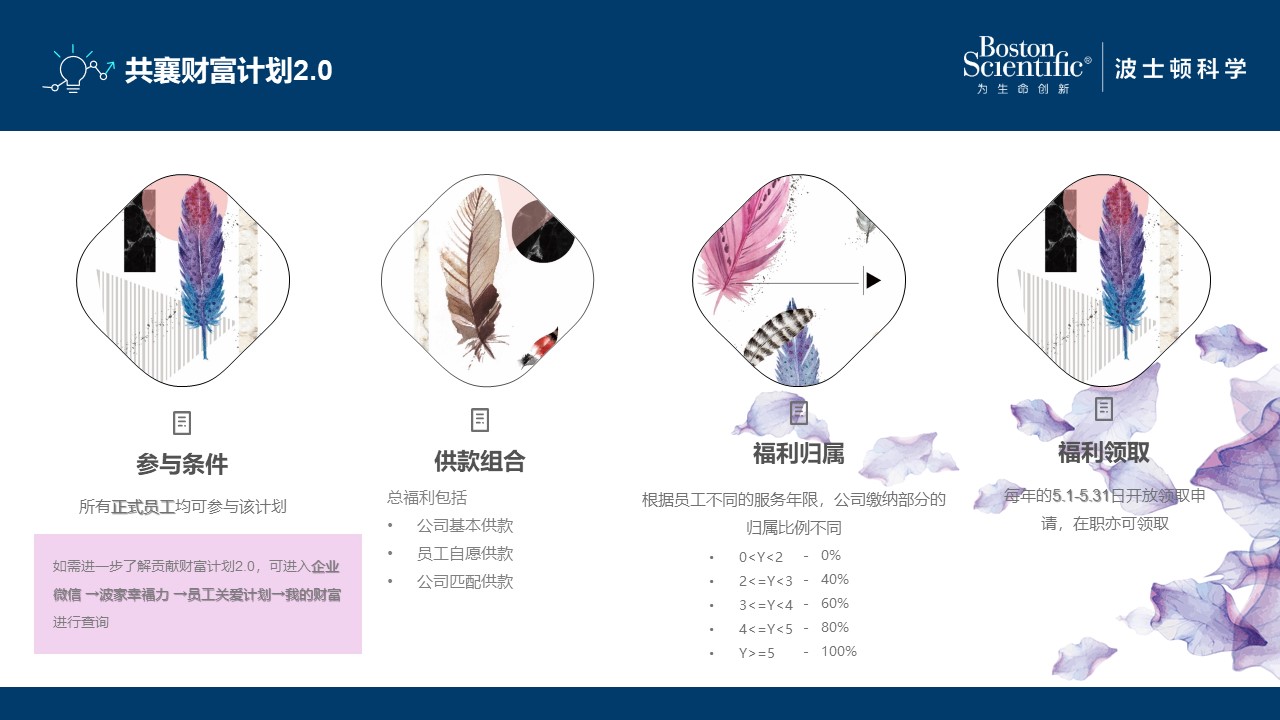 共襄财富计划2.0
Boston
Scientific®
为生命创新
波士顿科学
参与条件
所有正式员工均可参与该计划
如需进一步了解贡献财富计划2.0，可进入企业
微信→波家幸福力→员工关爱计划→我的财富
进行查询
供款组合
总福利包括
• 公司基本供款
• 员工自愿供款
• 公司匹配供款
福利归属
根据员工不同的服务年限，公司缴纳部分的
归属比例不同
• 0<Y<2 - 0%
• 2<=Y<3 - 40%
• 3<=Y<4 - 60%
• 4<=Y<5 - 80%
• Y>=5 - 100%
福利领取
每年的5.1-5.31日开放领取申
请，在职亦可领取